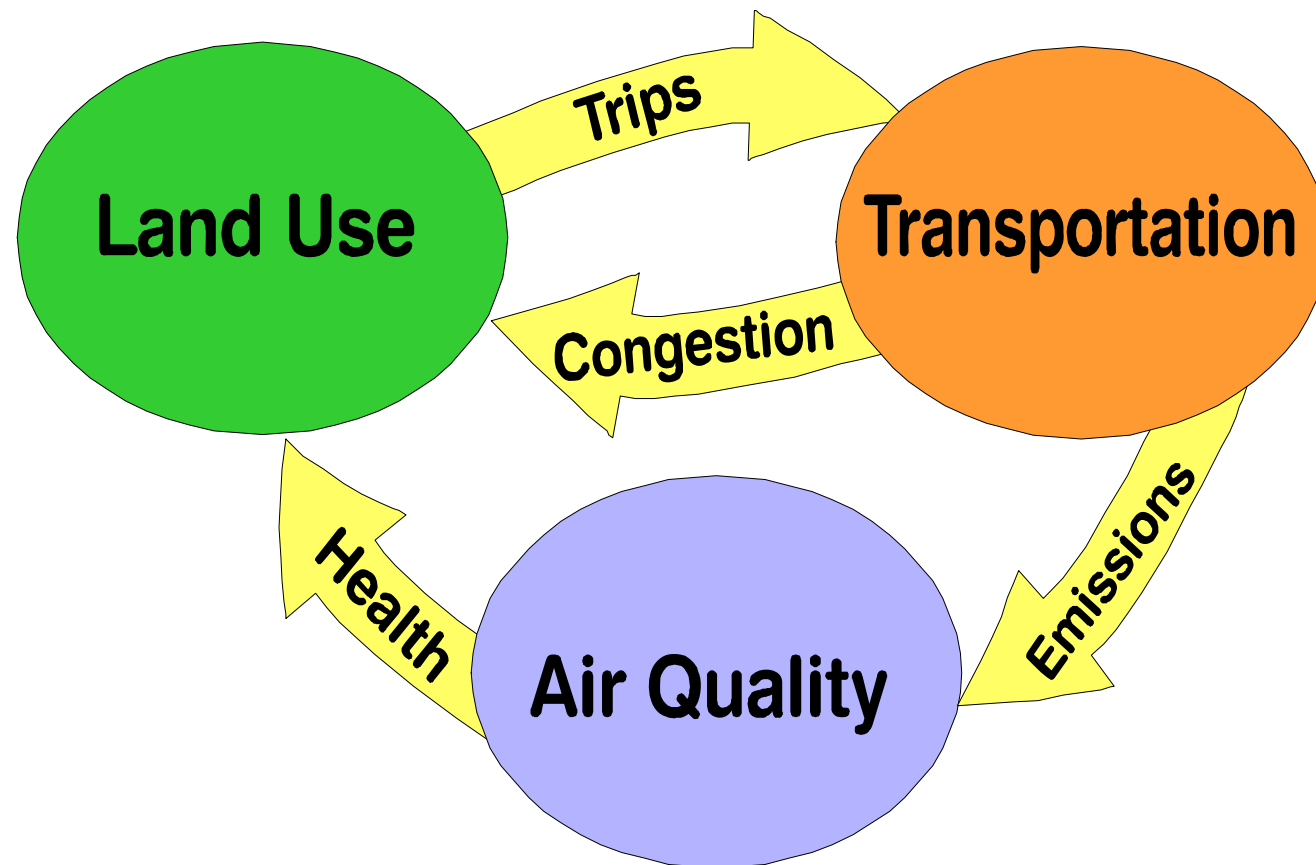 Trips
Land Use
Transportation
Congestion
Emissions
Health
Air Quality